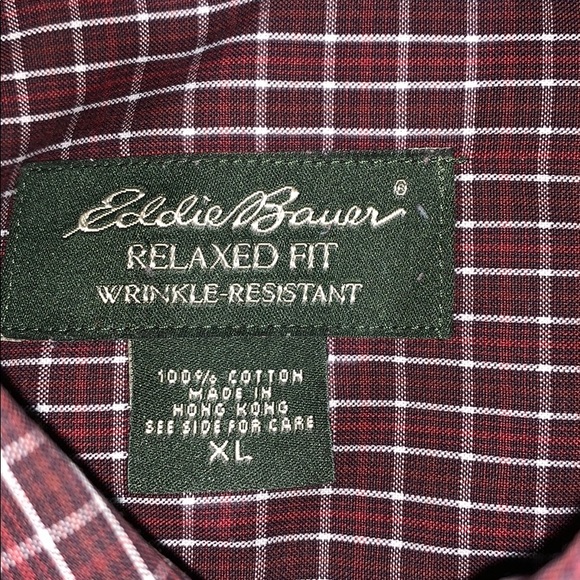 Eddie Bauer®
RELAXED FIT
WRINKLE-RESISTANT
100% COTTON
MADE IN
HONG KONG
SEE SIDE FOR CARE
XL